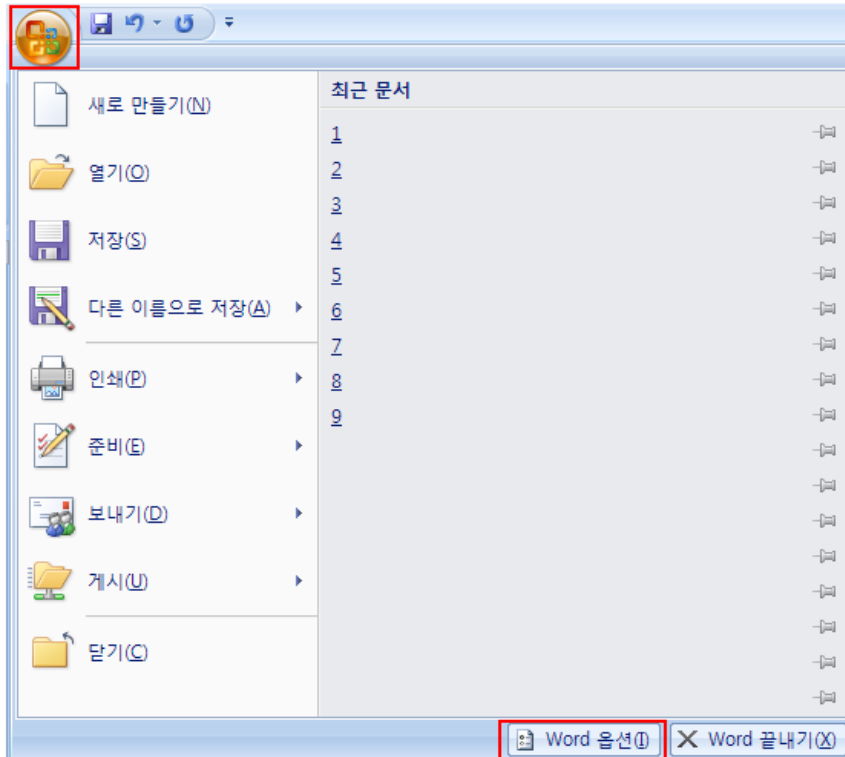 새로 만들기(N)
열기(O)
저장(S)
다른 이름으로 저장(A)
인쇄(P)
준비(E)
보내기(D)
게시(U)
닫기(C)
최근 문서
1
2
3
4
5
6
7
8
9
Word 옵션(I)
Word 끝내기(X)